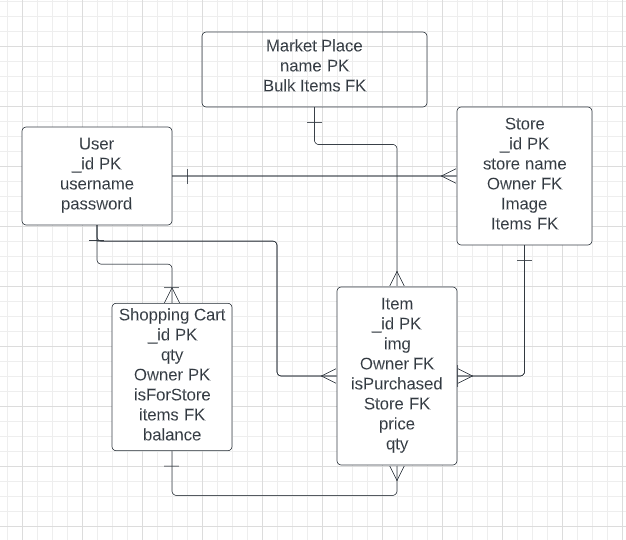 Market Place
name PK
Bulk Items FK
User
_id PK
username
password
Store
_id PK
store name
Owner FK
Image
Items FK
Shopping Cart
_id PK
qty
Owner PK
isForStore
items FK
balance
Item
_id PK
img
Owner FK
isPurchased
Store FK
price
qty